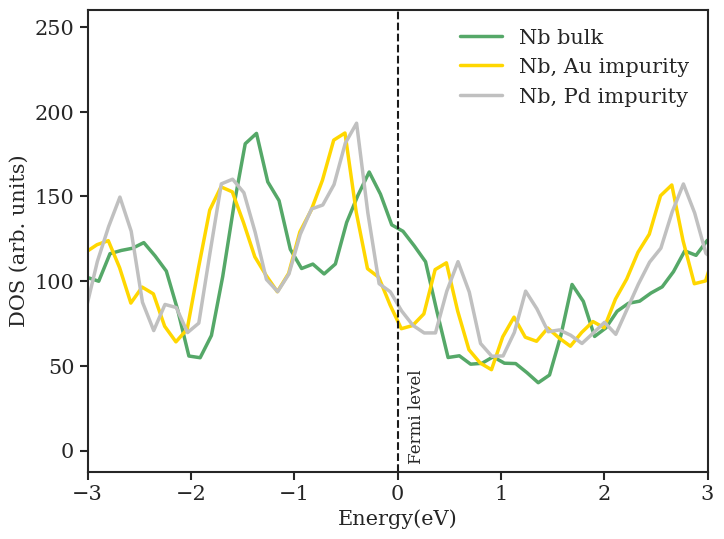 Nb bulk
Nb, Au impurity
Nb, Pd impurity
DOS (arb. units)
250
200
150
100
50
0
Fermi level
−3
−2
−1
0
1
2
3
Energy(eV)